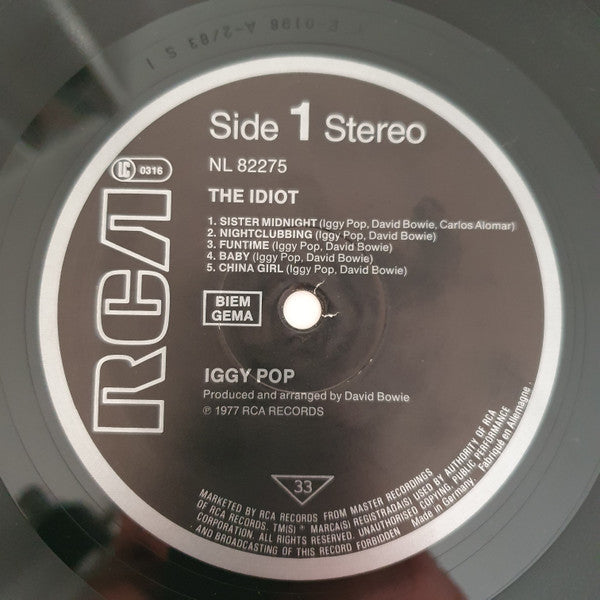 Side 1 Stereo
NL 82275
LC 0316
THE IDIOT
1. SISTER MIDNIGHT (Iggy Pop, David Bowie, Carlos Alomar)
2. NIGHTCLUBBING (Iggy Pop, David Bowie)
3. FUNTIME (Iggy Pop, David Bowie)
4. BABY (Iggy Pop, David Bowie)
5. CHINA GIRL (Iggy Pop, David Bowie)
BIEM
GEMA
RCA
IGGY POP
Produced and arranged by David Bowie
℗ 1977 RCA RECORDS
33
MARKETED BY RCA RECORDS FROM MASTER RECORDINGS
OF RCA RECORDS. TM(S) ® MARCA(S) REGISTRADA(S) USED BY AUTHORITY OF RCA
CORPORATION. ALL RIGHTS RESERVED. UNAUTHORISED COPYING, PUBLIC PERFORMANCE
AND BROADCASTING OF THIS RECORD FORBIDDEN
Made in Germany. Fabriqué en Allemagne.